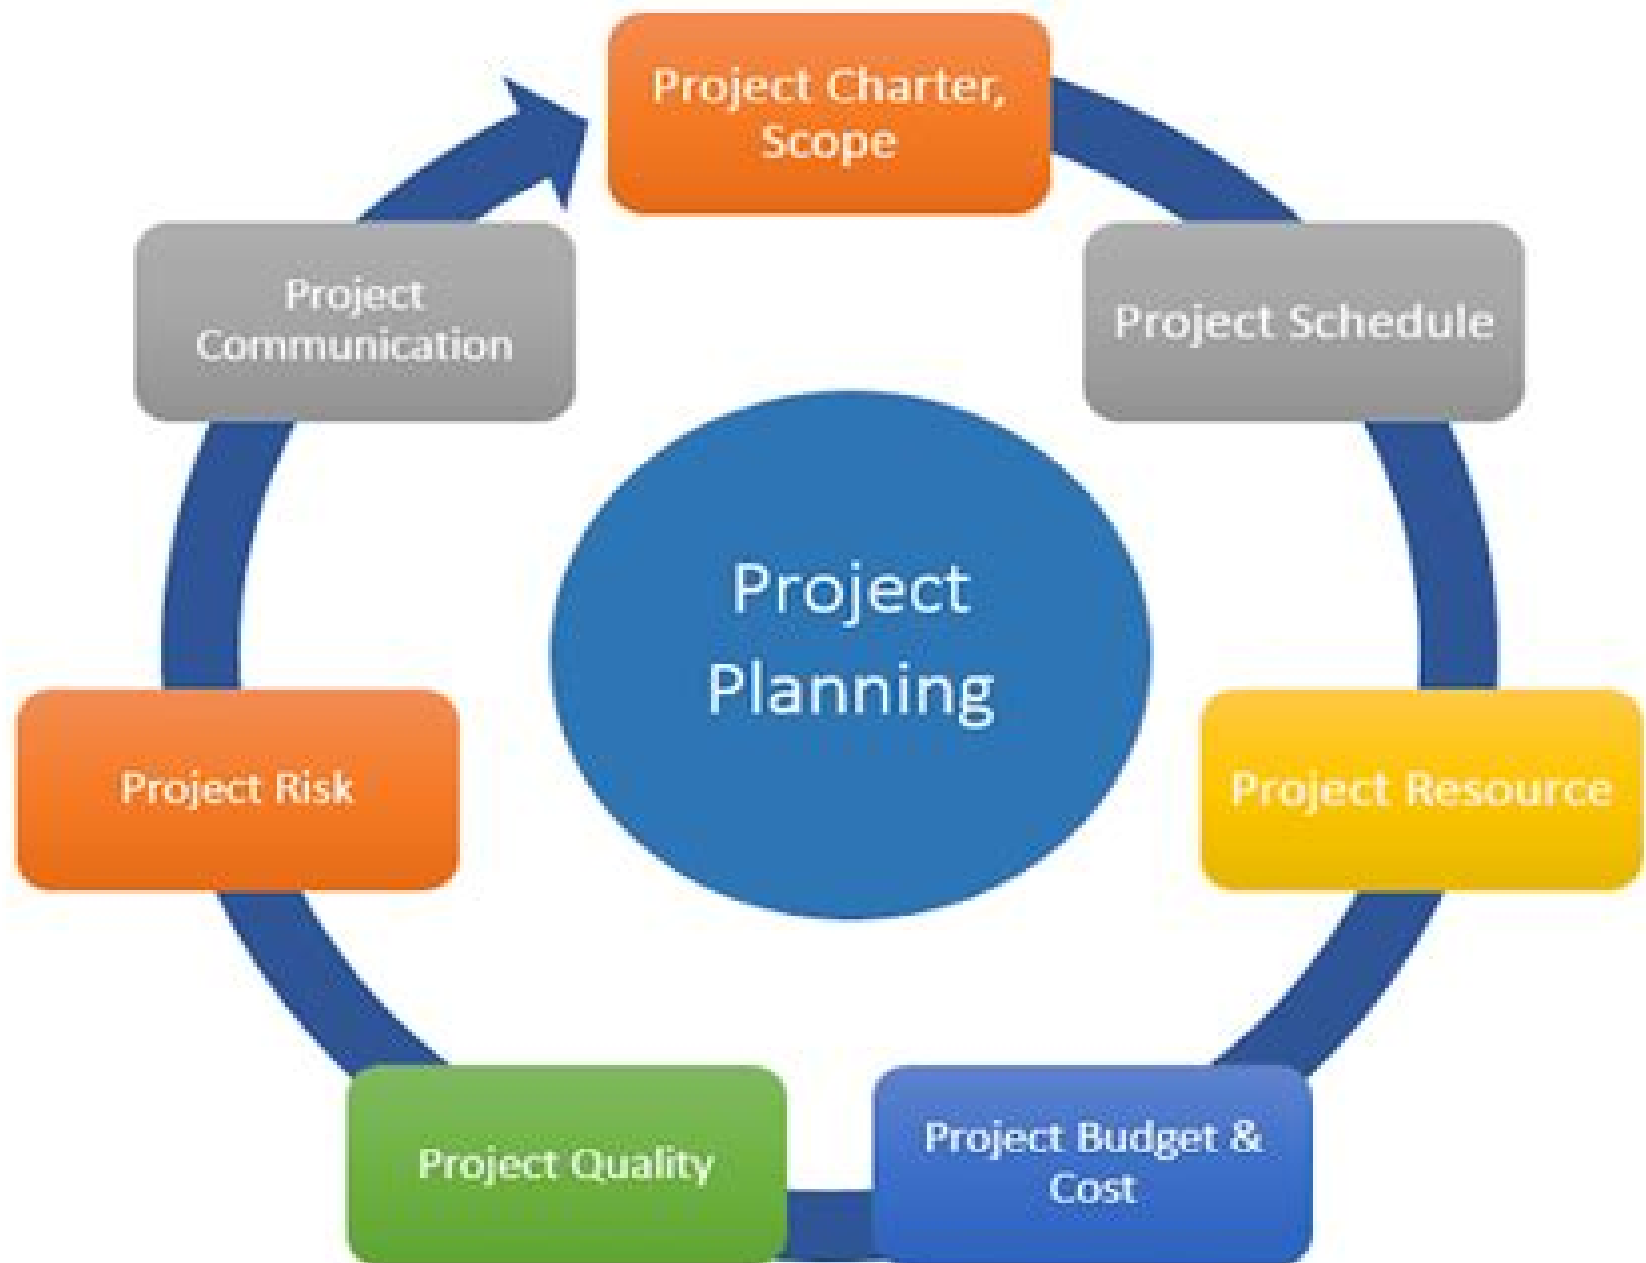 Project Charter,
Scope
Project Schedule
Project Resource
Project Budget &
Cost
Project Quality
Project Risk
Project
Communication
Project
Planning